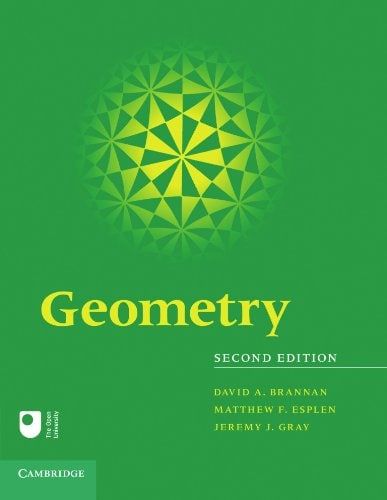 Geometry
SECOND EDITION
DAVID A. BRANNAN
MATTHEW F. ESPLEN
JEREMY J. GRAY
The Open
University
CAMBRIDGE